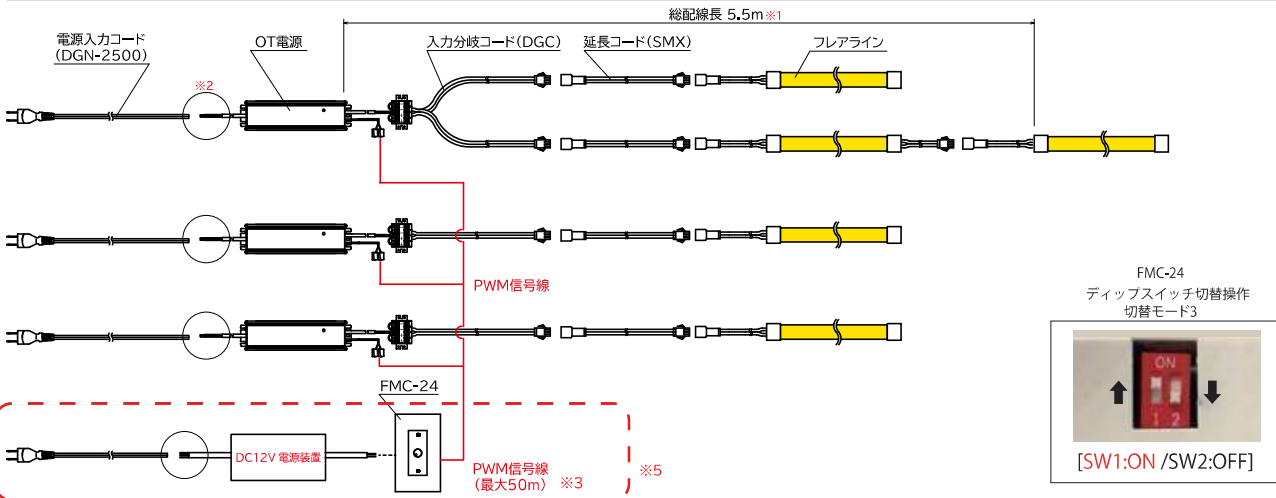 総配線長 5.5m※1
電源入力コード
(DGN-2500)
※2
OT電源
入力分岐コード(DGC)
延長コード(SMX)
フレアライン
PWM信号線
FMC-24
ディップスイッチ切替操作
切替モード3
ON
1 2
[SW1:ON /SW2:OFF]
FMC-24
DC12V 電源装置
PWM信号線
(最大50m) ※3
※5